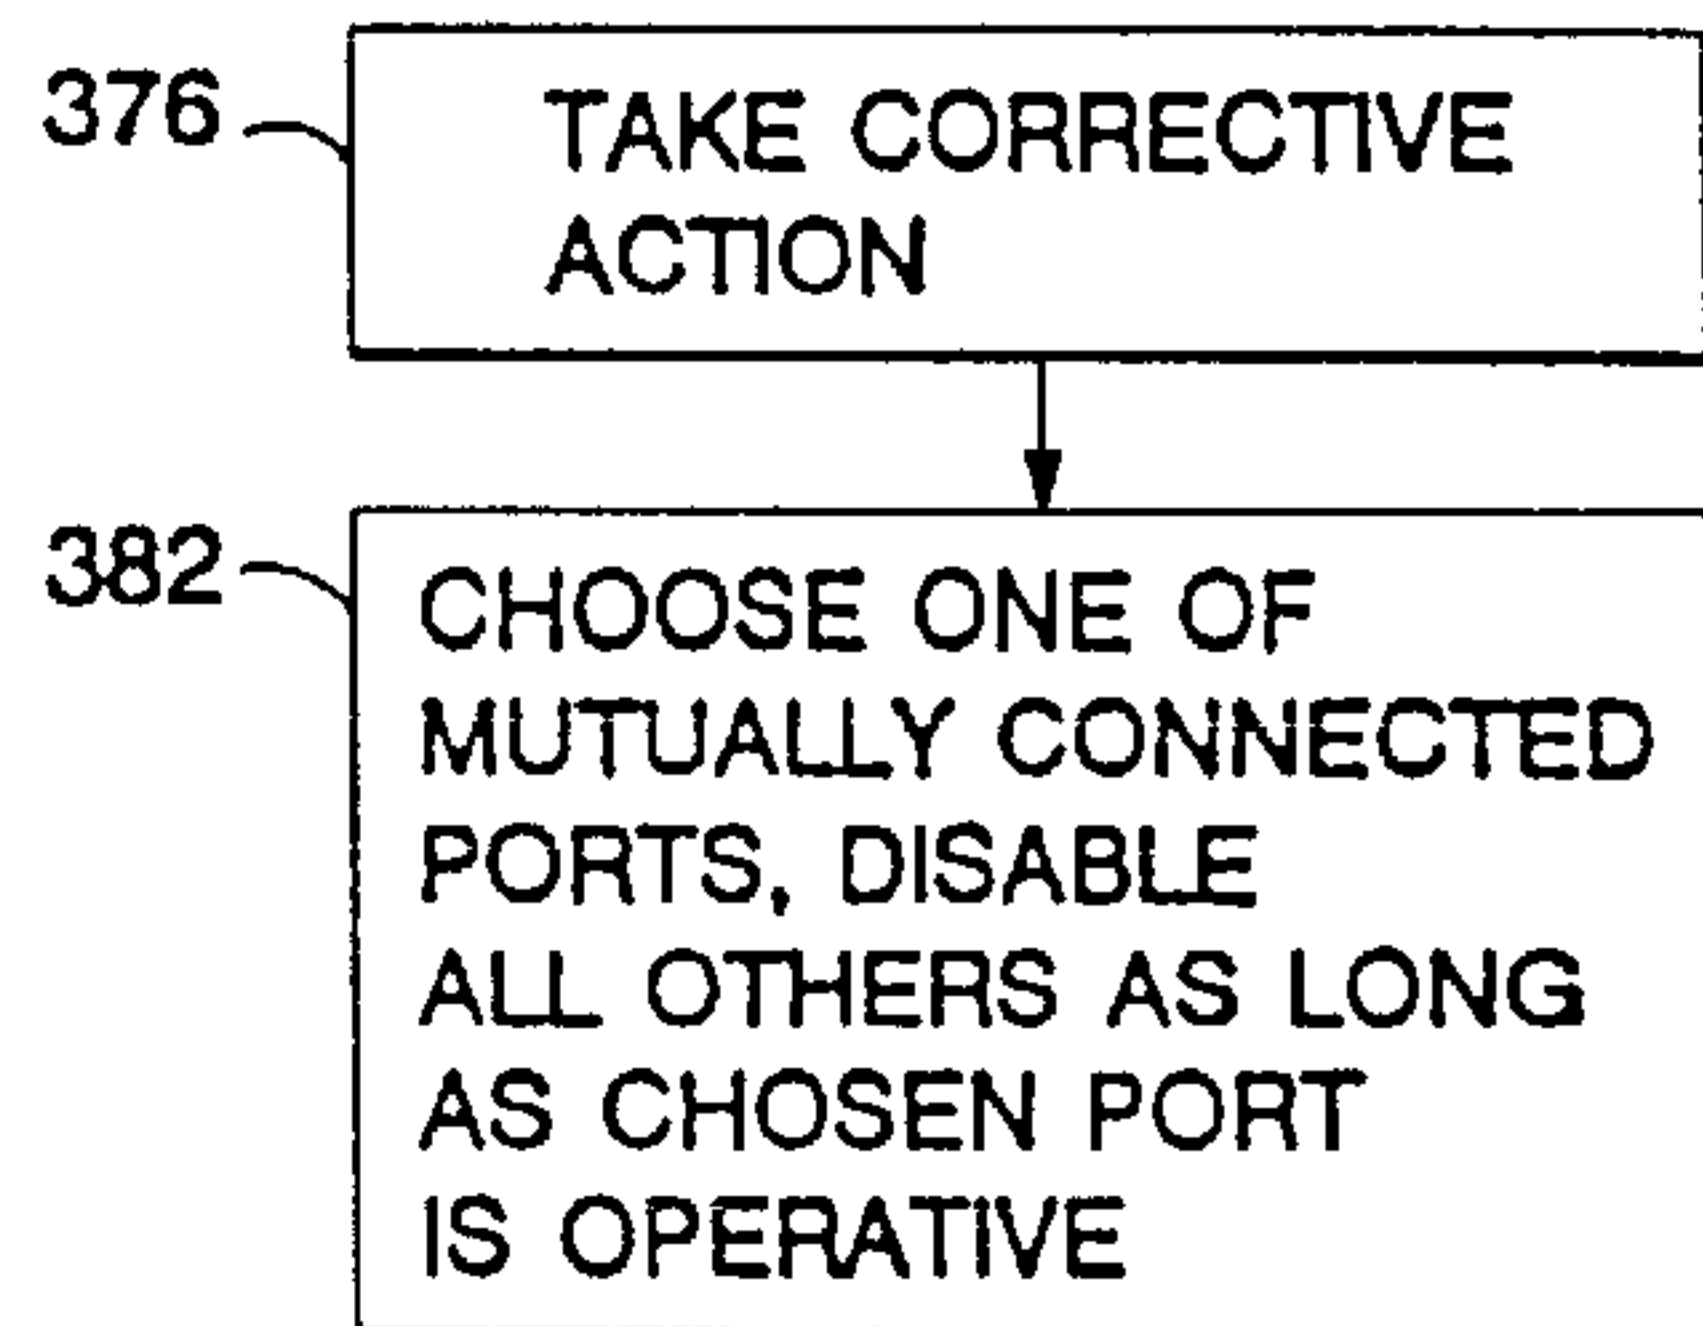 376
TAKE CORRECTIVE
ACTION
382
CHOOSE ONE OF
MUTUALLY CONNECTED
PORTS, DISABLE
ALL OTHERS AS LONG
AS CHOSEN PORT
IS OPERATIVE